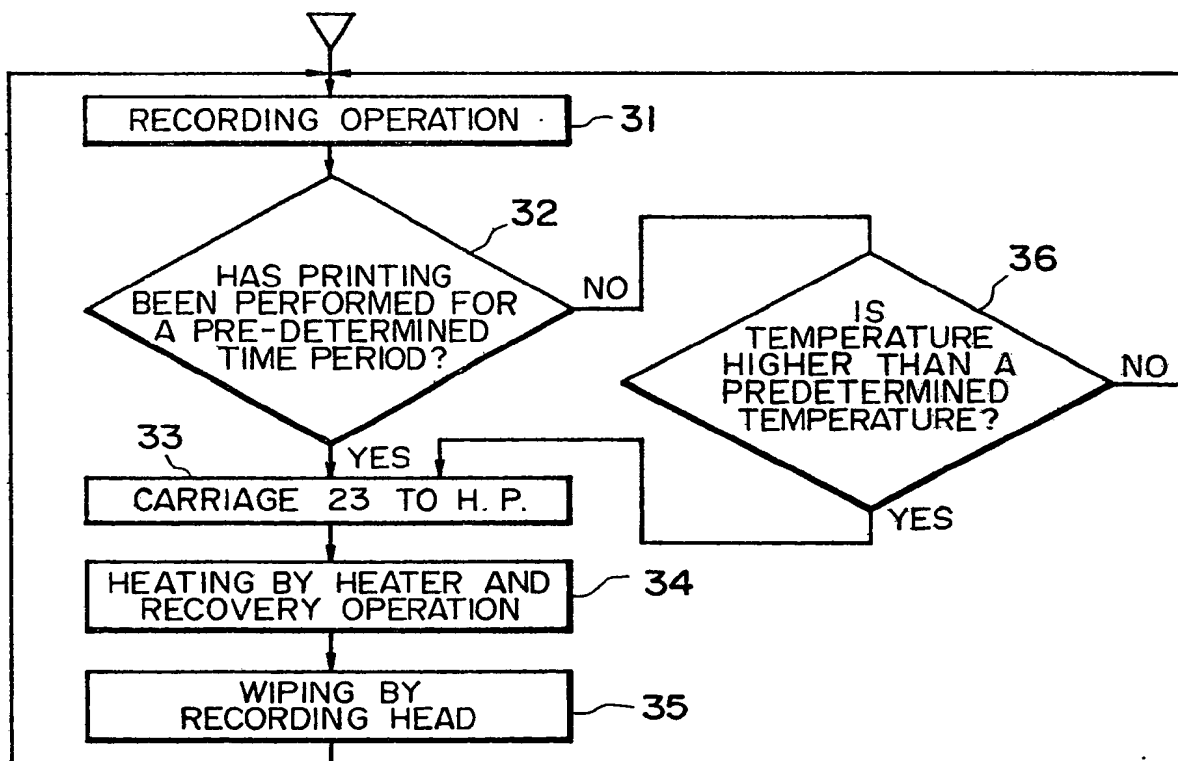 RECORDING OPERATION
31
32
HAS PRINTING
BEEN PERFORMED FOR
A PRE-DETERMINED
TIME PERIOD?
NO
36
IS
TEMPERATURE
HIGHER THAN A
PREDETERMINED
TEMPERATURE?
NO
YES
33
YES
CARRIAGE 23 TO H. P.
HEATING BY HEATER AND
RECOVERY OPERATION
34
WIPING BY
RECORDING HEAD
35